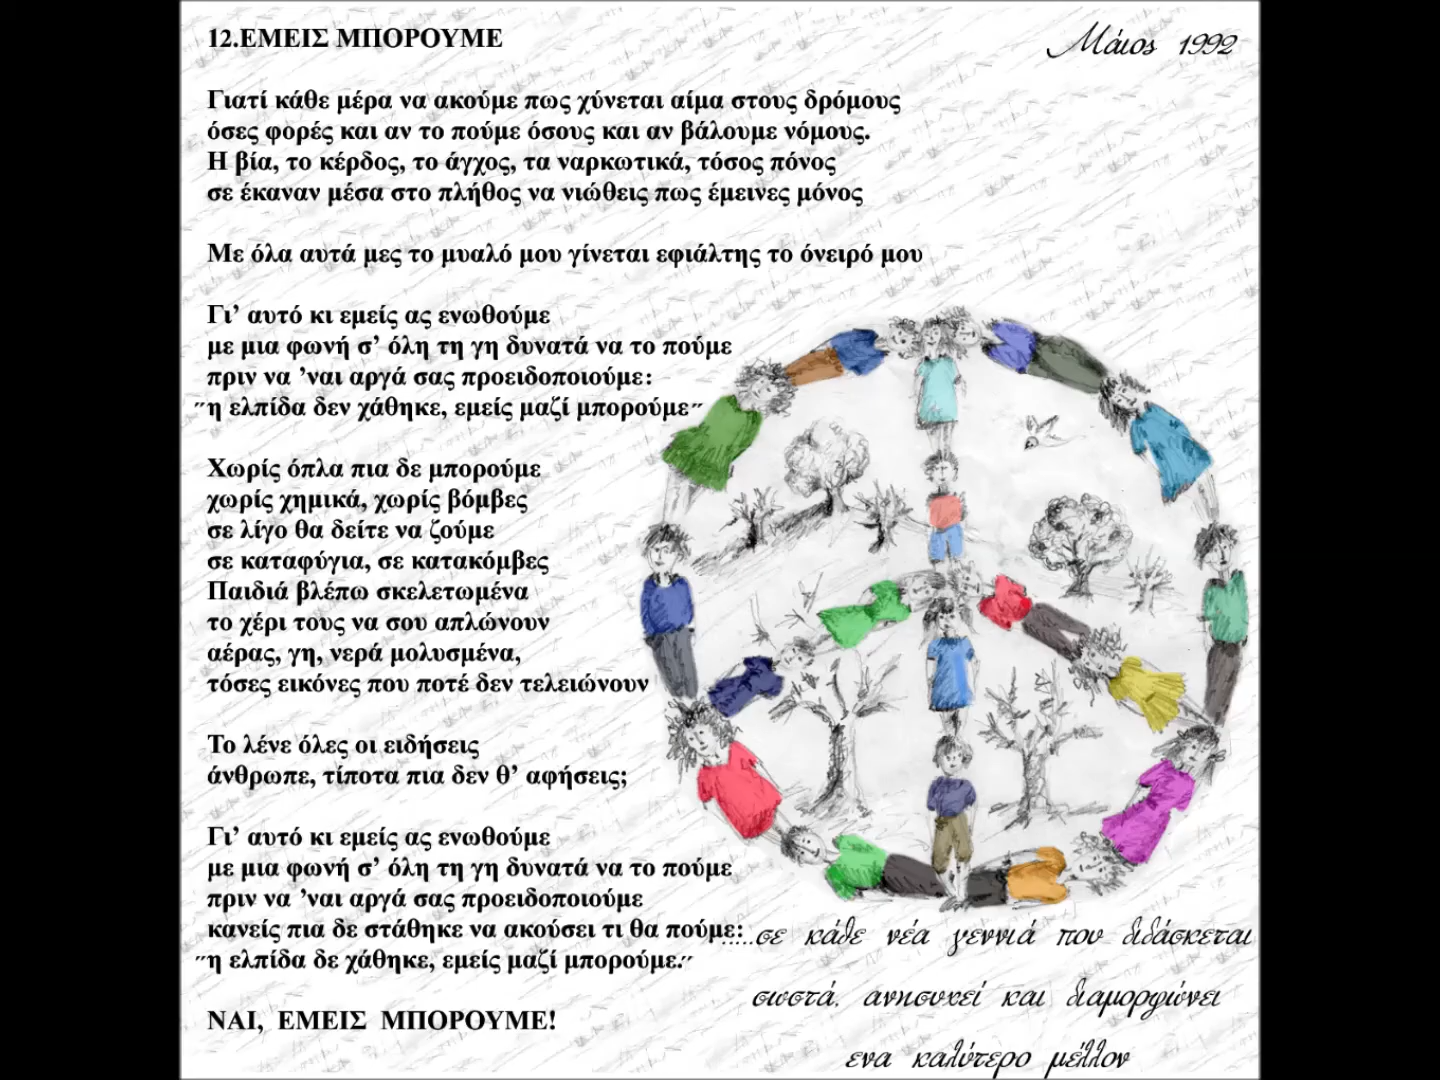 12.ΕΜΕΙΣ ΜΠΟΡΟΥΜΕ
Μάιος 1992
Γιατί κάθε μέρα να ακούμε πως χύνεται αίμα στους δρόμους
όσες φορές και αν το πούμε όσους και αν βάλουμε νόμους.
Η βία, το κέρδος, το άγχος, τα ναρκωτικά, τόσος πόνος
σε έκαναν μέσα στο πλήθος να νιώθεις πως έμεινες μόνος
Με όλα αυτά μες το μυαλό μου γίνεται εφιάλτης το όνειρό μου
Γι’ αυτό κι εμείς ας ενωθούμε
με μια φωνή σ’ όλη τη γη δυνατά να το πούμε
πριν να ’ναι αργά σας προειδοποιούμε:
˝η ελπίδα δεν χάθηκε, εμείς μαζί μπορούμε˝
Χωρίς όπλα πια δε μπορούμε
χωρίς χημικά, χωρίς βόμβες
σε λίγο θα δείτε να ζούμε
σε καταφύγια, σε κατακόμβες
Παιδιά βλέπω σκελετωμένα
το χέρι τους να σου απλώνουν
αέρας, γη, νερά μολυσμένα,
τόσες εικόνες που ποτέ δεν τελειώνουν
Το λένε όλες οι ειδήσεις
άνθρωπε, τίποτα πια δεν θ’ αφήσεις;
Γι’ αυτό κι εμείς ας ενωθούμε
με μια φωνή σ’ όλη τη γη δυνατά να το πούμε
πριν να ’ναι αργά σας προειδοποιούμε
κανείς πια δε στάθηκε να ακούσει τι θα πούμε:
˝η ελπίδα δε χάθηκε, εμείς μαζί μπορούμε.˝
ΝΑΙ, ΕΜΕΙΣ ΜΠΟΡΟΥΜΕ!
.....σε κάθε νέα γεννιά που διδάσκεται
σωστά, ανησυχεί και διαμορφώνει
ενα καλύτερο μέλλον